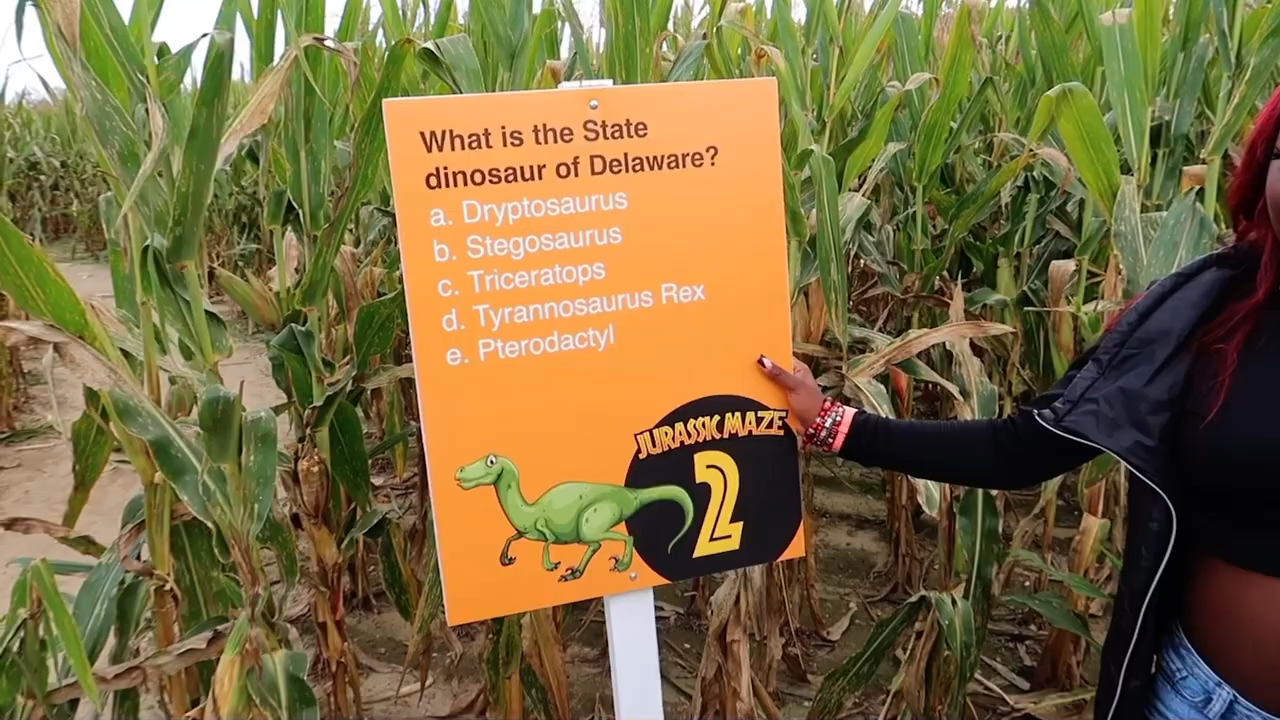 What is the State
dinosaur of Delaware?
a. Dryptosaurus
b. Stegosaurus
c. Triceratops
d. Tyrannosaurus Rex
e. Pterodactyl
JURASSIC MAZE
2